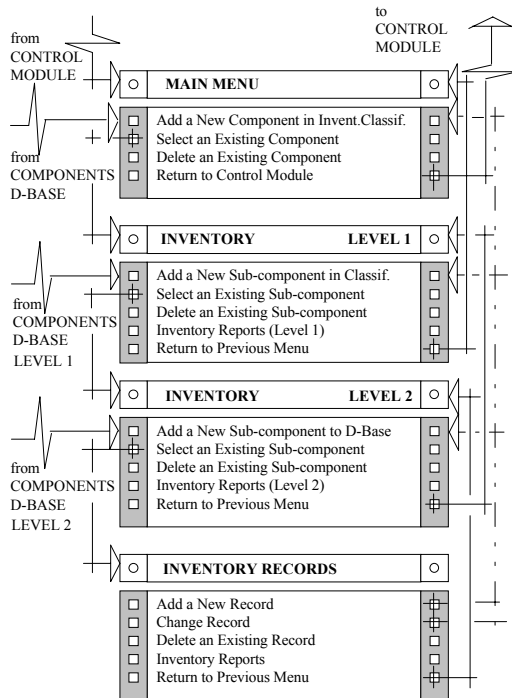 from
CONTROL
MODULE
to
CONTROL
MODULE
MAIN MENU
Add a New Component in Invent.Classif.
Select an Existing Component
Delete an Existing Component
Return to Control Module
from
COMPONENTS
D-BASE
INVENTORY LEVEL 1
Add a New Sub-component in Classif.
Select an Existing Sub-component
Delete an Existing Sub-component
Inventory Reports (Level 1)
Return to Previous Menu
from
COMPONENTS
D-BASE
LEVEL 1
INVENTORY LEVEL 2
Add a New Sub-component to D-Base
Select an Existing Sub-component
Delete an Existing Sub-component
Inventory Reports (Level 2)
Return to Previous Menu
from
COMPONENTS
D-BASE
LEVEL 2
INVENTORY RECORDS
Add a New Record
Change Record
Delete an Existing Record
Inventory Reports
Return to Previous Menu